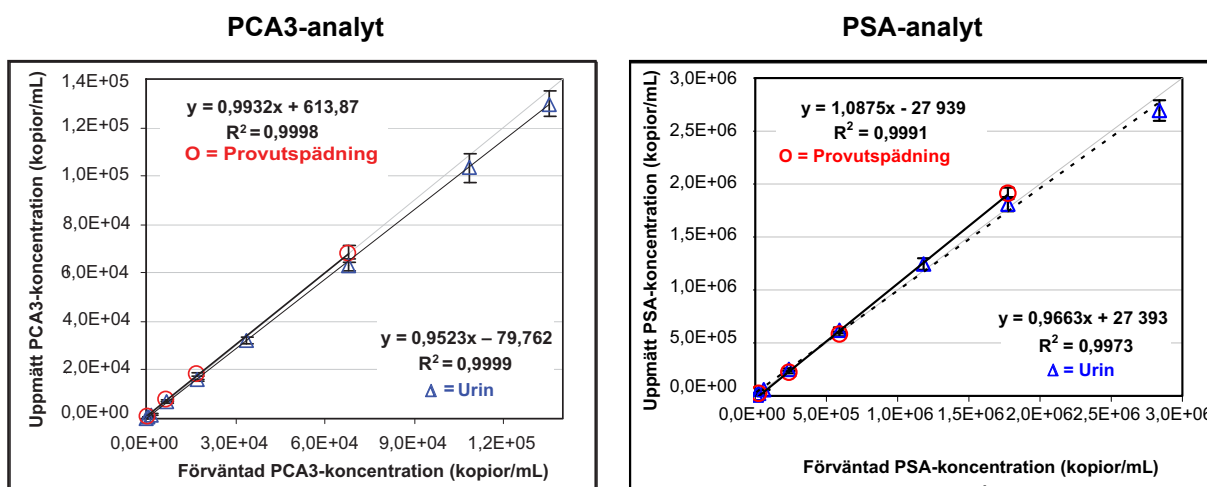 PCA3-analyt
1,4E+05
1,2E+05
1,0E+05
8,0E+04
6,0E+04
4,0E+04
2,0E+04
0,0E+00
Uppmätt PCA3-koncentration (kopior/mL)
y = 0,9932x + 613,87
R² = 0,9998
O = Provutspädning
y = 0,9523x – 79,762
R² = 0,9999
Δ = Urin
0,0E+00 3,0E+04 6,0E+04 9,0E+04 1,2E+05
Förväntad PCA3-koncentration (kopior/mL)
PSA-analyt
3,0E+06
2,5E+06
2,0E+06
1,5E+06
1,0E+06
5,0E+05
0,0E+00
Uppmätt PSA-koncentration (kopior/mL)
y = 1,0875x - 27 939
R² = 0,9991
O = Provutspädning
y = 0,9663x + 27 393
R² = 0,9973
Δ = Urin
0,0E+00 5,0E+05 1,0E+06 1,5E+06 2,0E+06 2,5E+06 3,0E+0
Förväntad PSA-koncentration (kopior/mL)